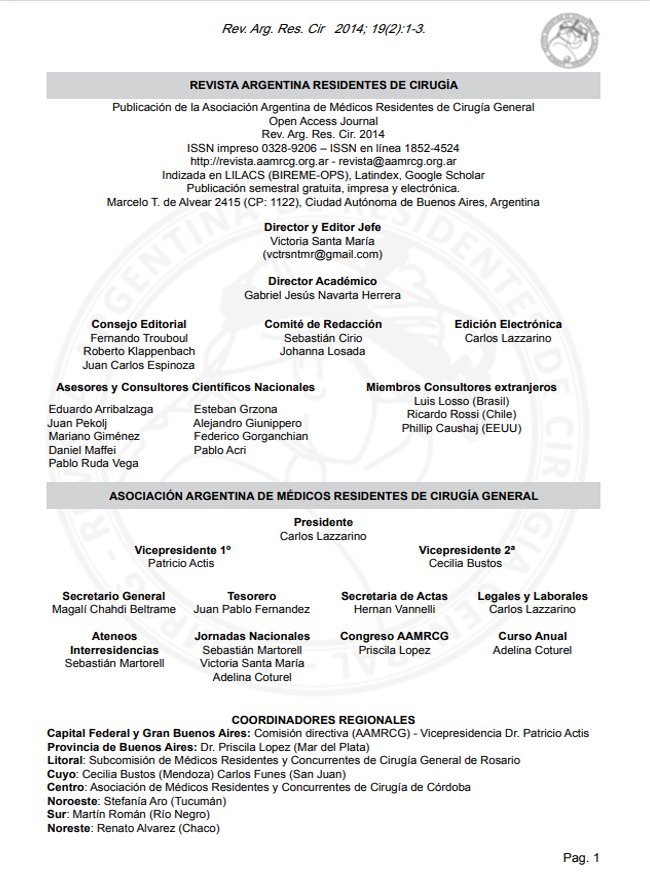 Rev. Arg. Res. Cir 2014; 19(2):1-3.
REVISTA ARGENTINA RESIDENTES DE CIRUGÍA
Publicación de la Asociación Argentina de Médicos Residentes de Cirugía General
Open Access Journal
Rev. Arg. Res. Cir. 2014
ISSN impreso 0328-9206 – ISSN en línea 1852-4524
http://revista.aamrcg.org.ar - revista@aamrcg.org.ar
Indizada en LILACS (BIREME-OPS), Latindex, Google Scholar
Publicación semestral gratuita, impresa y electrónica.
Marcelo T. de Alvear 2415 (CP: 1122), Ciudad Autónoma de Buenos Aires, Argentina
Director y Editor Jefe
Victoria Santa María
(vctrsntmr@gmail.com)
Director Académico
Gabriel Jesús Navarta Herrera
Consejo Editorial
Fernando Trouboul
Roberto Klappenbach
Juan Carlos Espinoza
Comité de Redacción
Sebastián Cirio
Johanna Losada
Edición Electrónica
Carlos Lazzarino
Asesores y Consultores Científicos Nacionales
Eduardo Arribalzaga
Juan Pekolj
Mariano Giménez
Daniel Maffei
Pablo Ruda Vega
Esteban Grzona
Alejandro Giunippero
Federico Gorganchian
Pablo Acri
Miembros Consultores extranjeros
Luis Losso (Brasil)
Ricardo Rossi (Chile)
Phillip Caushaj (EEUU)
ASOCIACIÓN ARGENTINA DE MÉDICOS RESIDENTES DE CIRUGÍA GENERAL
Presidente
Carlos Lazzarino
Vicepresidente 1º
Patricio Actis
Vicepresidente 2ª
Cecilia Bustos
Secretario General
Magalí Chahdi Beltrame
Tesorero
Juan Pablo Fernandez
Secretaria de Actas
Hernan Vannelli
Legales y Laborales
Carlos Lazzarino
Ateneos
Interresidencias
Sebastián Martorell
Jornadas Nacionales
Sebastián Martorell
Victoria Santa María
Adelina Coturel
Congreso AAMRCG
Priscila Lopez
Curso Anual
Adelina Coturel
COORDINADORES REGIONALES
Capital Federal y Gran Buenos Aires: Comisión directiva (AAMRCG) - Vicepresidencia Dr. Patricio Actis
Provincia de Buenos Aires: Dr. Priscila Lopez (Mar del Plata)
Litoral: Subcomisión de Médicos Residentes y Concurrentes de Cirugía General de Rosario
Cuyo: Cecilia Bustos (Mendoza) Carlos Funes (San Juan)
Centro: Asociación de Médicos Residentes y Concurrentes de Cirugía de Córdoba
Noroeste: Stefanía Aro (Tucumán)
Sur: Martín Román (Río Negro)
Noreste: Renato Alvarez (Chaco)
Pag. 1